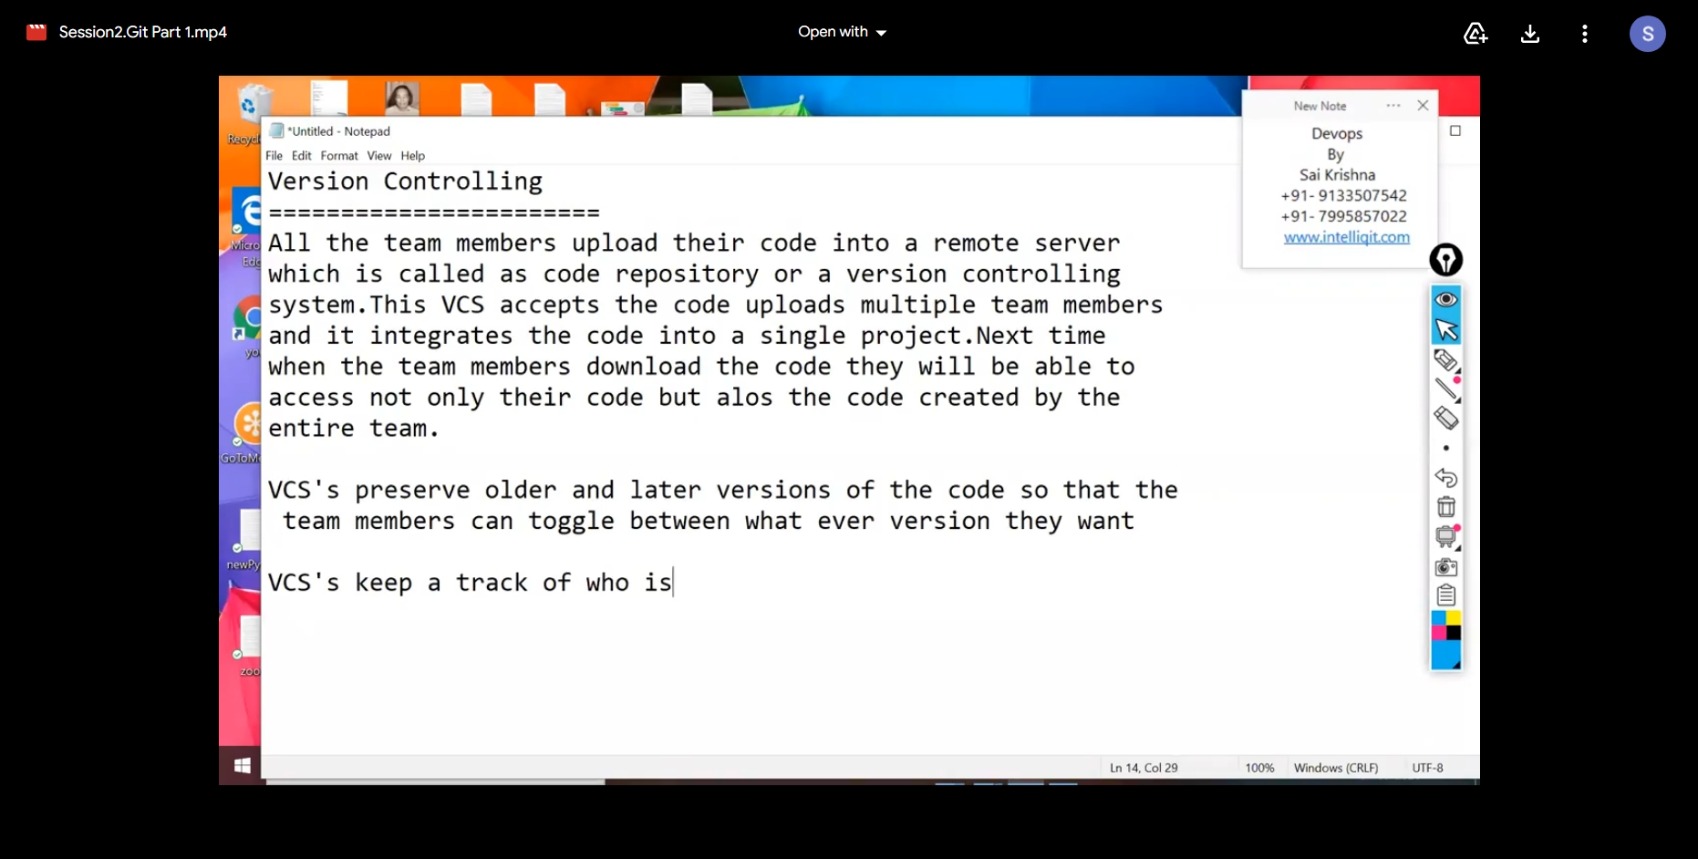 Session2.Git Part 1.mp4
Open with
S
New Note
Devops
By
Sai Krishna
+91- 9133507542
+91- 7995857022
www.intelliqit.com
*Untitled - Notepad
File Edit Format View Help
Version Controlling
=======================
All the team members upload their code into a remote server
which is called as code repository or a version controlling
system.This VCS accepts the code uploads multiple team members
and it integrates the code into a single project.Next time
when the team members download the code they will be able to
access not only their code but alos the code created by the
entire team.
VCS's preserve older and later versions of the code so that the
team members can toggle between what ever version they want
VCS's keep a track of who is
Recycl
Micro
Edg
yo
GoToM
newPy
zoo
Ln 14, Col 29
100%
Windows (CRLF)
UTF-8